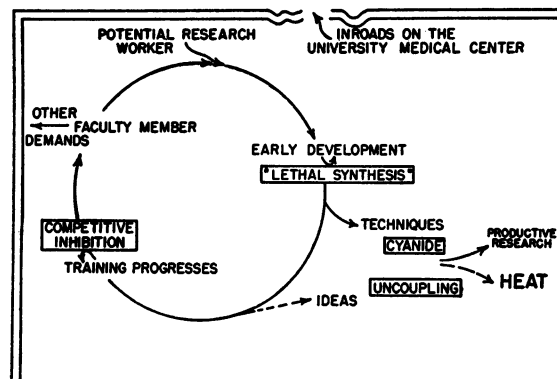 POTENTIAL RESEARCH
WORKER
INROADS ON THE
UNIVERSITY MEDICAL CENTER
OTHER
DEMANDS
FACULTY MEMBER
EARLY DEVELOPMENT
"LETHAL SYNTHESIS"
COMPETITIVE
INHIBITION
TRAINING PROGRESSES
TECHNIQUES
CYANIDE
PRODUCTIVE
RESEARCH
HEAT
IDEAS
UNCOUPLING